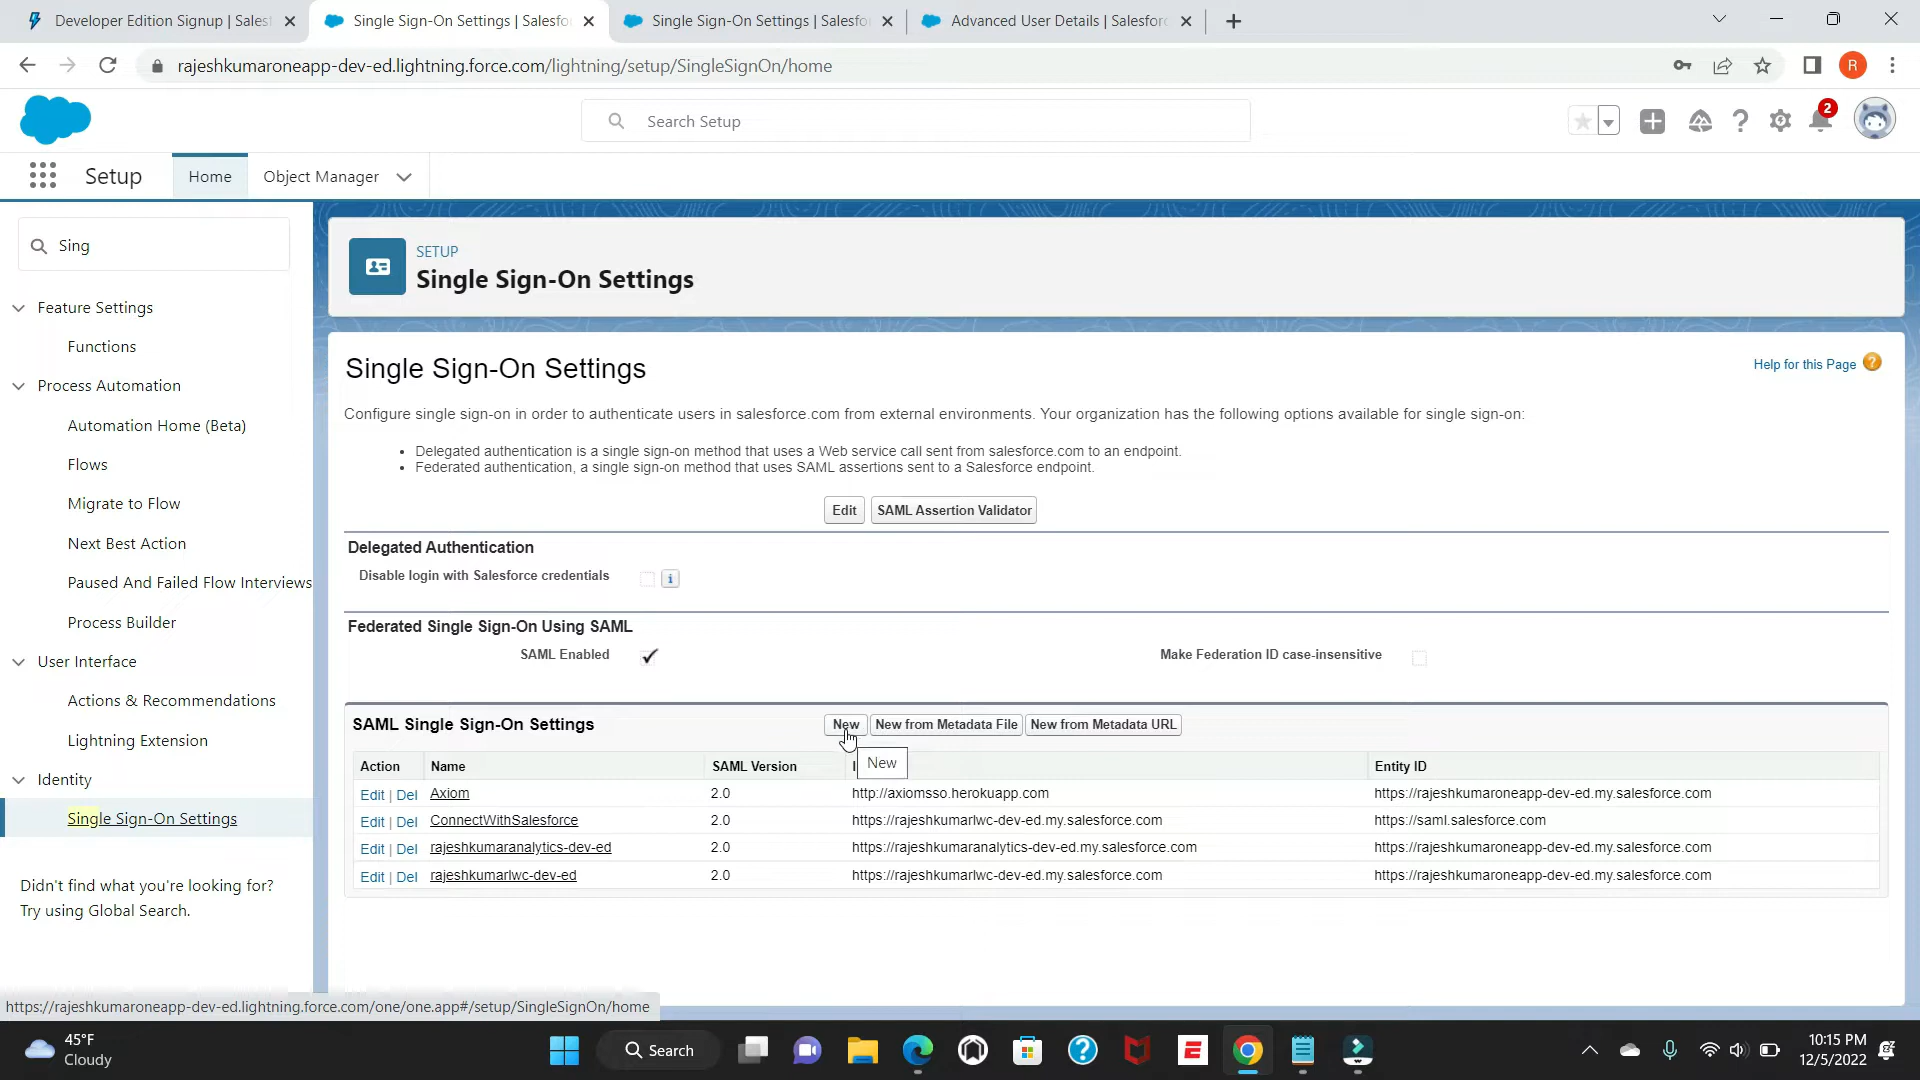 Developer Edition Signup | Sales
Single Sign-On Settings | Salesfo
Single Sign-On Settings | Salesfo
Advanced User Details | Salesforc
rajeshkumaroneapp-dev-ed.lightning.force.com/lightning/setup/SingleSignOn/home
R
Search Setup
2
Setup
Home
Object Manager
Sing
Feature Settings
Functions
Process Automation
Automation Home (Beta)
Flows
Migrate to Flow
Next Best Action
Paused And Failed Flow Interviews
Process Builder
User Interface
Actions & Recommendations
Lightning Extension
Identity
Single Sign-On Settings
Didn't find what you're looking for?
Try using Global Search.
SETUP
Single Sign-On Settings
Single Sign-On Settings
Help for this Page
Configure single sign-on in order to authenticate users in salesforce.com from external environments. Your organization has the following options available for single sign-on:
• Delegated authentication is a single sign-on method that uses a Web service call sent from salesforce.com to an endpoint.
• Federated authentication, a single sign-on method that uses SAML assertions sent to a Salesforce endpoint.
Edit SAML Assertion Validator
Delegated Authentication
Disable login with Salesforce credentials
Federated Single Sign-On Using SAML
SAML Enabled
Make Federation ID case-insensitive
SAML Single Sign-On Settings
New New from Metadata File New from Metadata URL
New
Action Name SAML Version Entity ID
Edit | Del Axiom 2.0 http://axiomsso.herokuapp.com https://rajeshkumaroneapp-dev-ed.my.salesforce.com
Edit | Del ConnectWithSalesforce 2.0 https://rajeshkumarlwc-dev-ed.my.salesforce.com https://saml.salesforce.com
Edit | Del rajeshkumaranalytics-dev-ed 2.0 https://rajeshkumaranalytics-dev-ed.my.salesforce.com https://rajeshkumaroneapp-dev-ed.my.salesforce.com
Edit | Del rajeshkumarlwc-dev-ed 2.0 https://rajeshkumarlwc-dev-ed.my.salesforce.com https://rajeshkumaroneapp-dev-ed.my.salesforce.com
https://rajeshkumaroneapp-dev-ed.lightning.force.com/one/one.app#/setup/SingleSignOn/home
45°F
Cloudy
Search
10:15 PM
12/5/2022